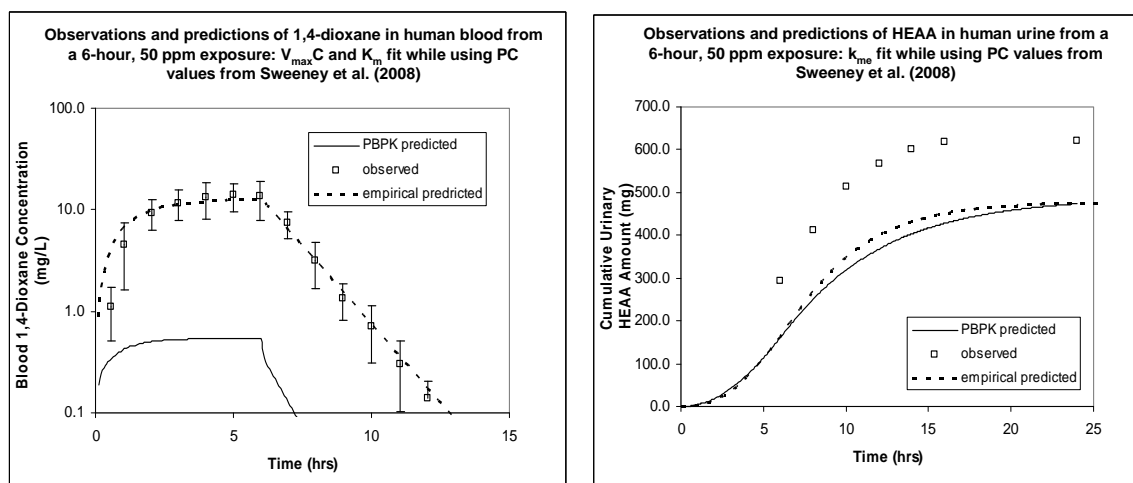 Observations and predictions of 1,4-dioxane in human blood from
a 6-hour, 50 ppm exposure: VmaxC and Km fit while using PC
values from Sweeney et al. (2008)
100.0
10.0
1.0
0.1
0
5
10
15
Blood 1,4-Dioxane Concentration
(mg/L)
Time (hrs)
PBPK predicted
observed
empirical predricted
Observations and predictions of HEAA in human urine from a
6-hour, 50 ppm exposure: kme fit while using PC values from
Sweeney et al. (2008)
700.0
600.0
500.0
400.0
300.0
200.0
100.0
0.0
0
5
10
15
20
25
Cumulative Urinary
HEAA Amount (mg)
Time (hrs)
PBPK predicted
observed
empirical predicted